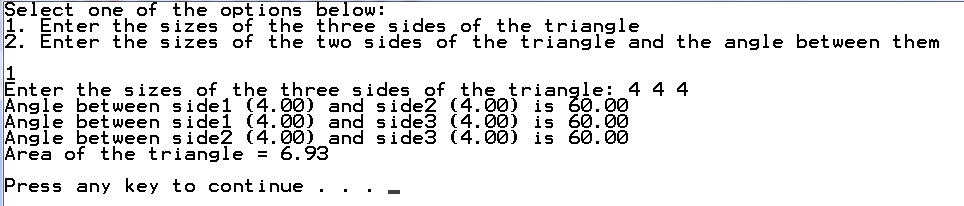 Select one of the options below:
1. Enter the sizes of the three sides of the triangle
2. Enter the sizes of the two sides of the triangle and the angle between them
1
Enter the sizes of the three sides of the triangle: 4 4 4
Angle between side1 (4.00) and side2 (4.00) is 60.00
Angle between side1 (4.00) and side3 (4.00) is 60.00
Angle between side2 (4.00) and side3 (4.00) is 60.00
Area of the triangle = 6.93
Press any key to continue . . . _